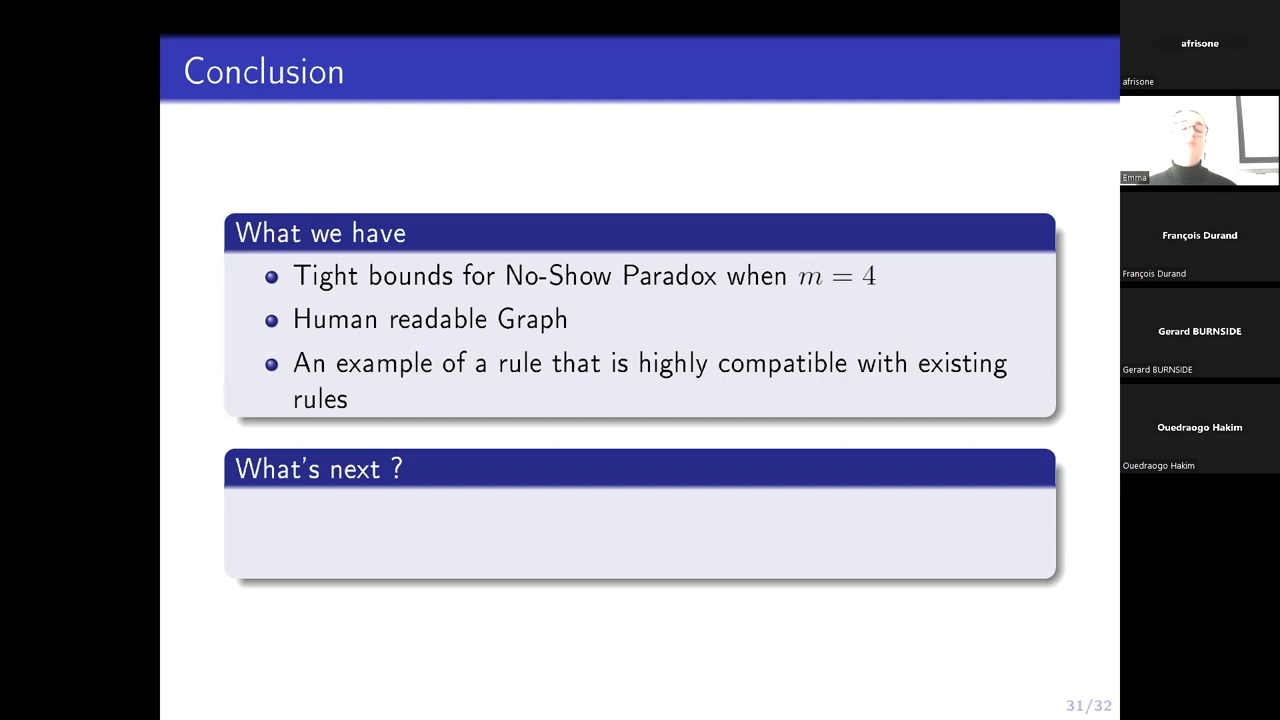 Conclusion
What we have
Tight bounds for No-Show Paradox when m = 4
Human readable Graph
An example of a rule that is highly compatible with existing
rules
What's next ?
31/32
afrisone
afrisone
Emma
François Durand
François Durand
Gerard BURNSIDE
Gerard BURNSIDE
Ouedraogo Hakim
Ouedraogo Hakim